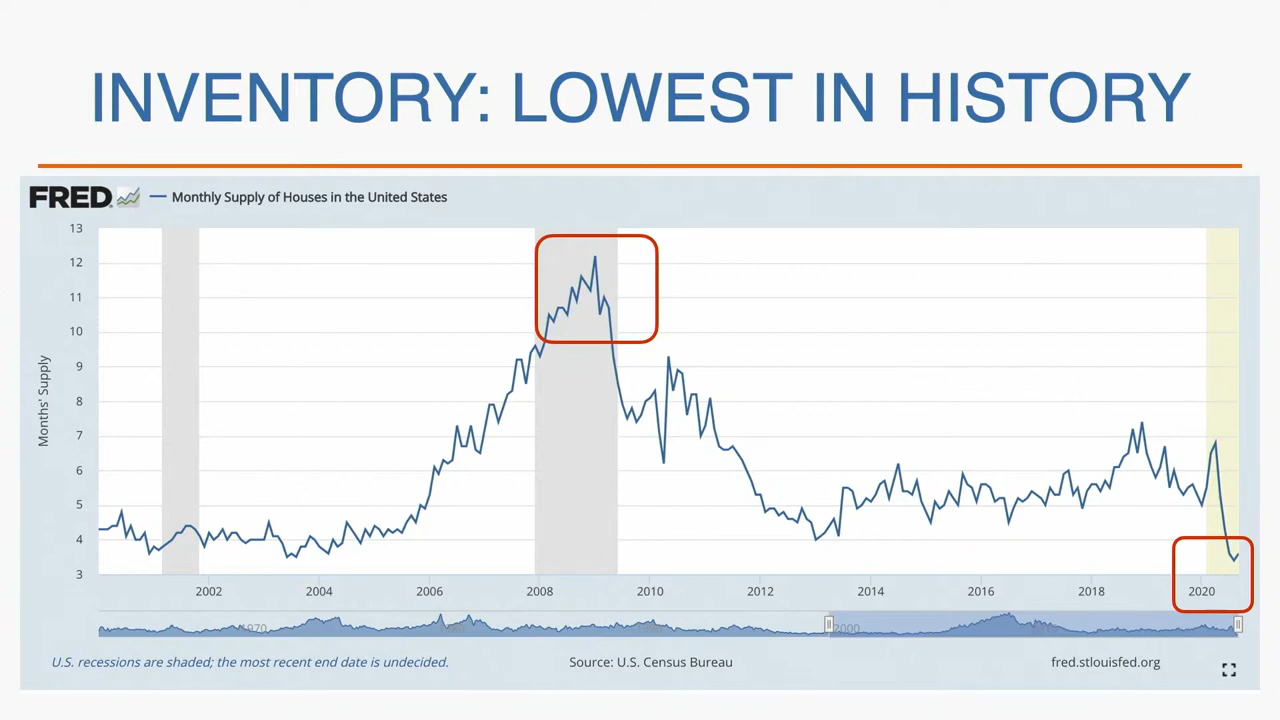 INVENTORY: LOWEST IN HISTORY
FRED Monthly Supply of Houses in the United States
13
12
11
10
9
8
7
6
5
4
3
Months' Supply
2002 2004 2006 2008 2010 2012 2014 2016 2018 2020
1970 2000
U.S. recessions are shaded; the most recent end date is undecided. Source: U.S. Census Bureau fred.stlouisfed.org